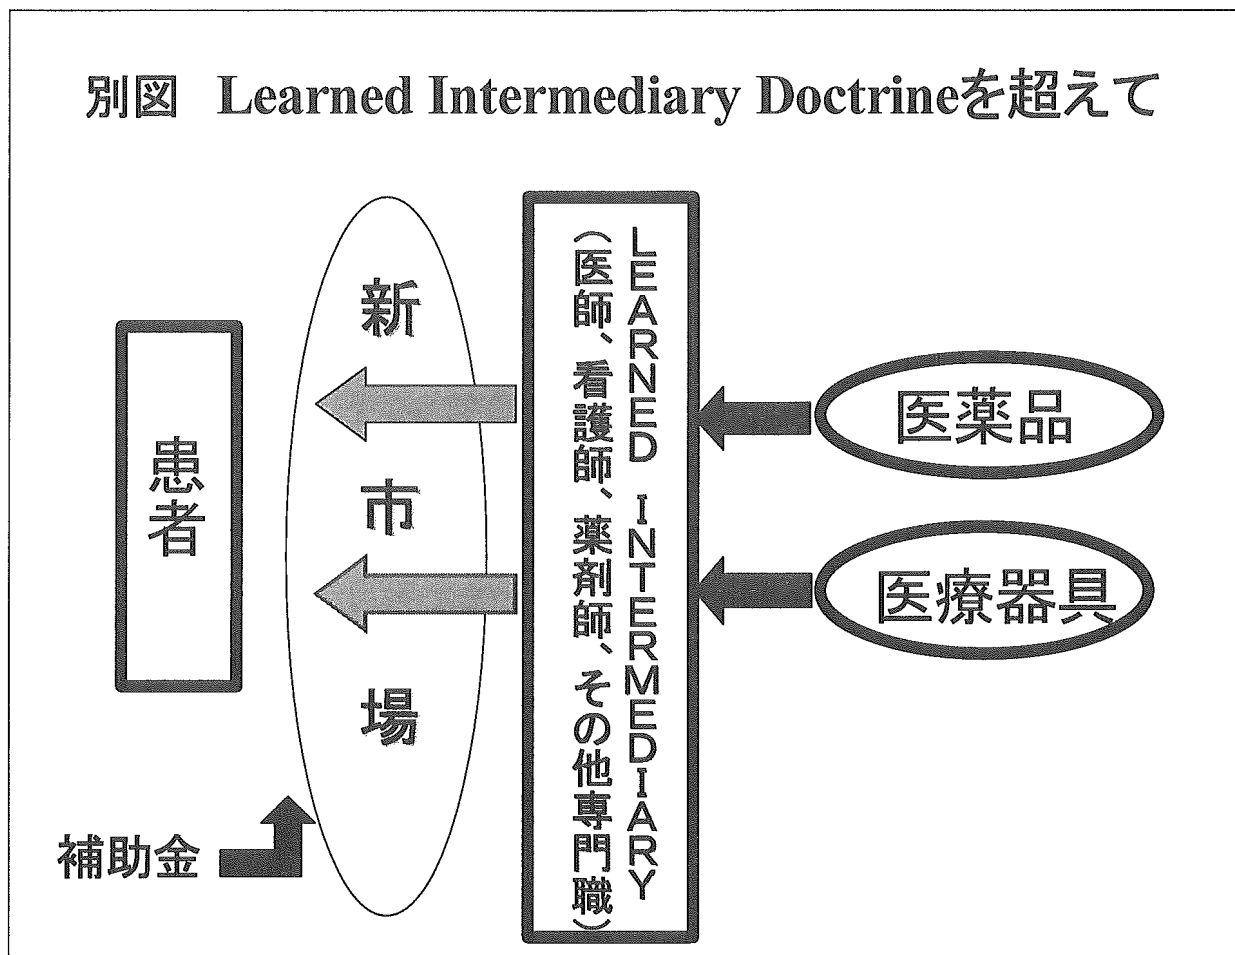 別図 Learned Intermediary Doctrineを超えて
患者
新市場
LEARNED INTERMEDIARY
(医師、看護師、薬剤師、その他専門職)
医薬品
医療器具
補助金